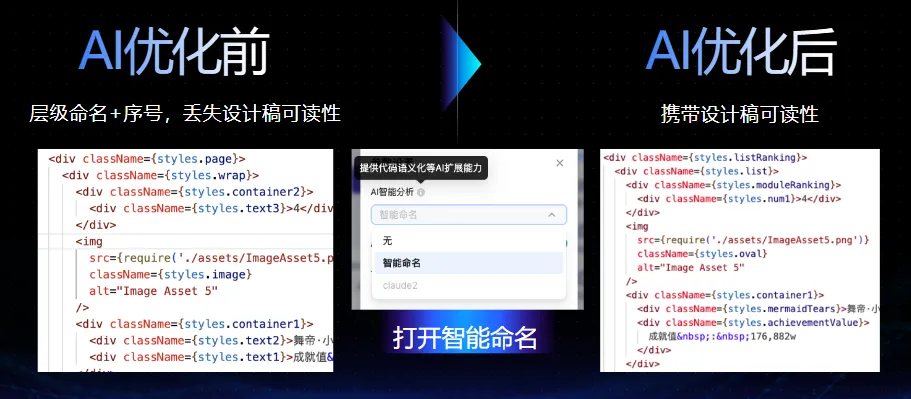 AI优化前
AI优化后
层级命名+序号，丢失设计稿可读性
携带设计稿可读性
<div className={styles.page}>
<div className={styles.wrap}>
<div className={styles.container2}>
<div className={styles.text3}>4</div
</div>
<img
src={require('./assets/ImageAsset5.p
className={styles.image}
alt="Image Asset 5"
/>
<div className={styles.container1}>
<div className={styles.text2}>舞帝·小
<div className={styles.text1}>成就值&
提供代码语义化等AI扩展能力
AI智能分析
智能命名
无
智能命名
claude2
打开智能命名
<div className={styles.listRanking}>
<div className={styles.list}>
<div className={styles.moduleRanking}>
<div className={styles.num1}>4</div>
</div>
<img
src={require('./assets/ImageAsset5.png')}
className={styles.oval}
alt="Image Asset 5"
/>
<div className={styles.container1}>
<div className={styles.mermaidTears}>舞帝·小
<div className={styles.achievementValue}>
成就值&nbsp;:&nbsp;176,882w
</div>
</div>